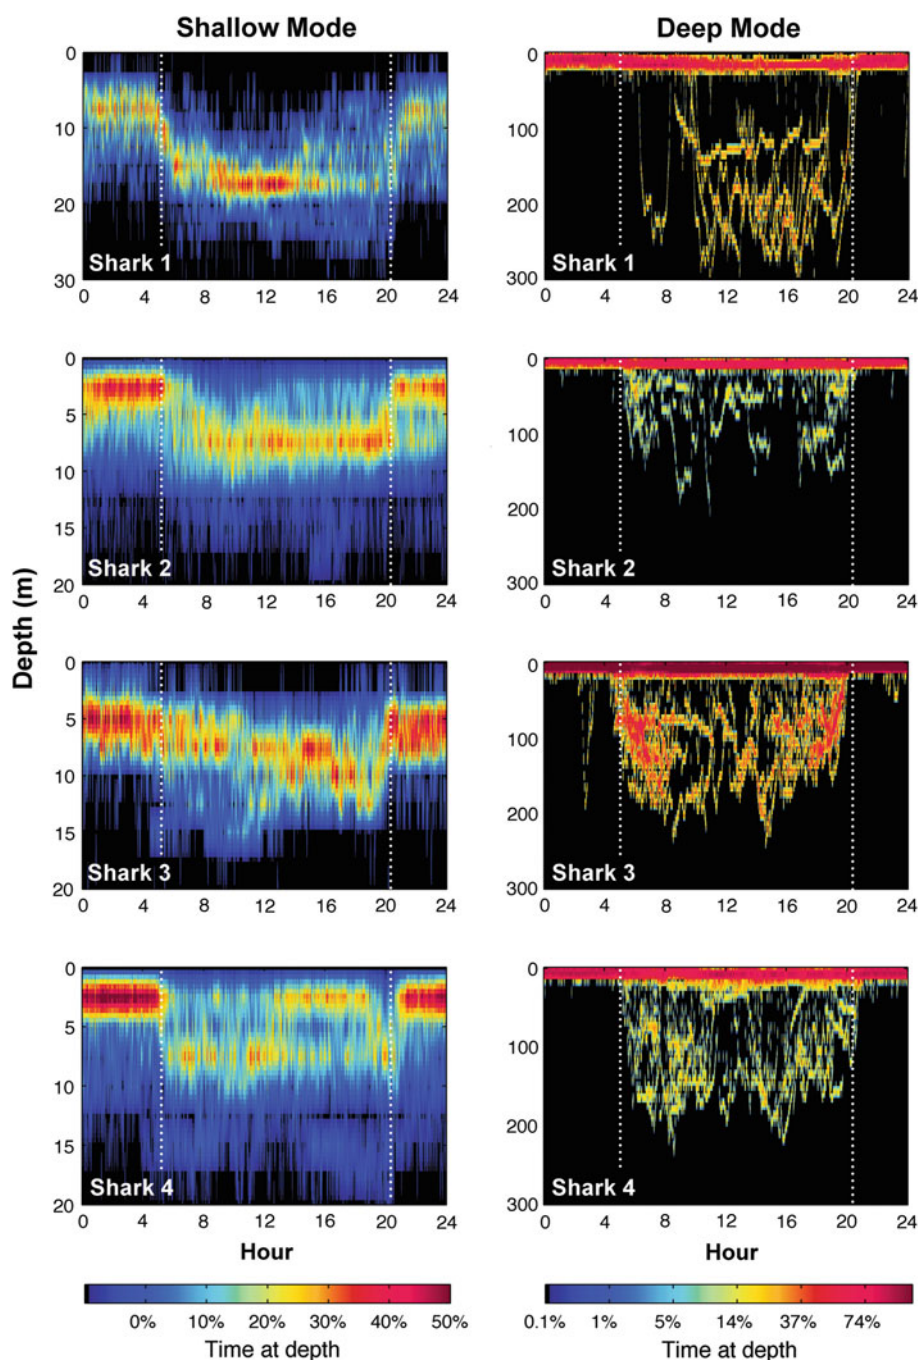 Shallow Mode
Deep Mode
Depth (m)
0
10
20
30
Shark 1
0 4 8 12 16 20 24
0
100
200
300
Shark 1
0 4 8 12 16 20 24
0
5
10
15
20
Shark 2
0 4 8 12 16 20 24
0
100
200
300
Shark 2
0 4 8 12 16 20 24
0
5
10
15
20
Shark 3
0 4 8 12 16 20 24
0
100
200
300
Shark 3
0 4 8 12 16 20 24
0
5
10
15
20
Shark 4
0 4 8 12 16 20 24
Hour
0
100
200
300
Shark 4
0 4 8 12 16 20 24
Hour
0% 10% 20% 30% 40% 50%
Time at depth
0.1% 1% 5% 14% 37% 74%
Time at depth